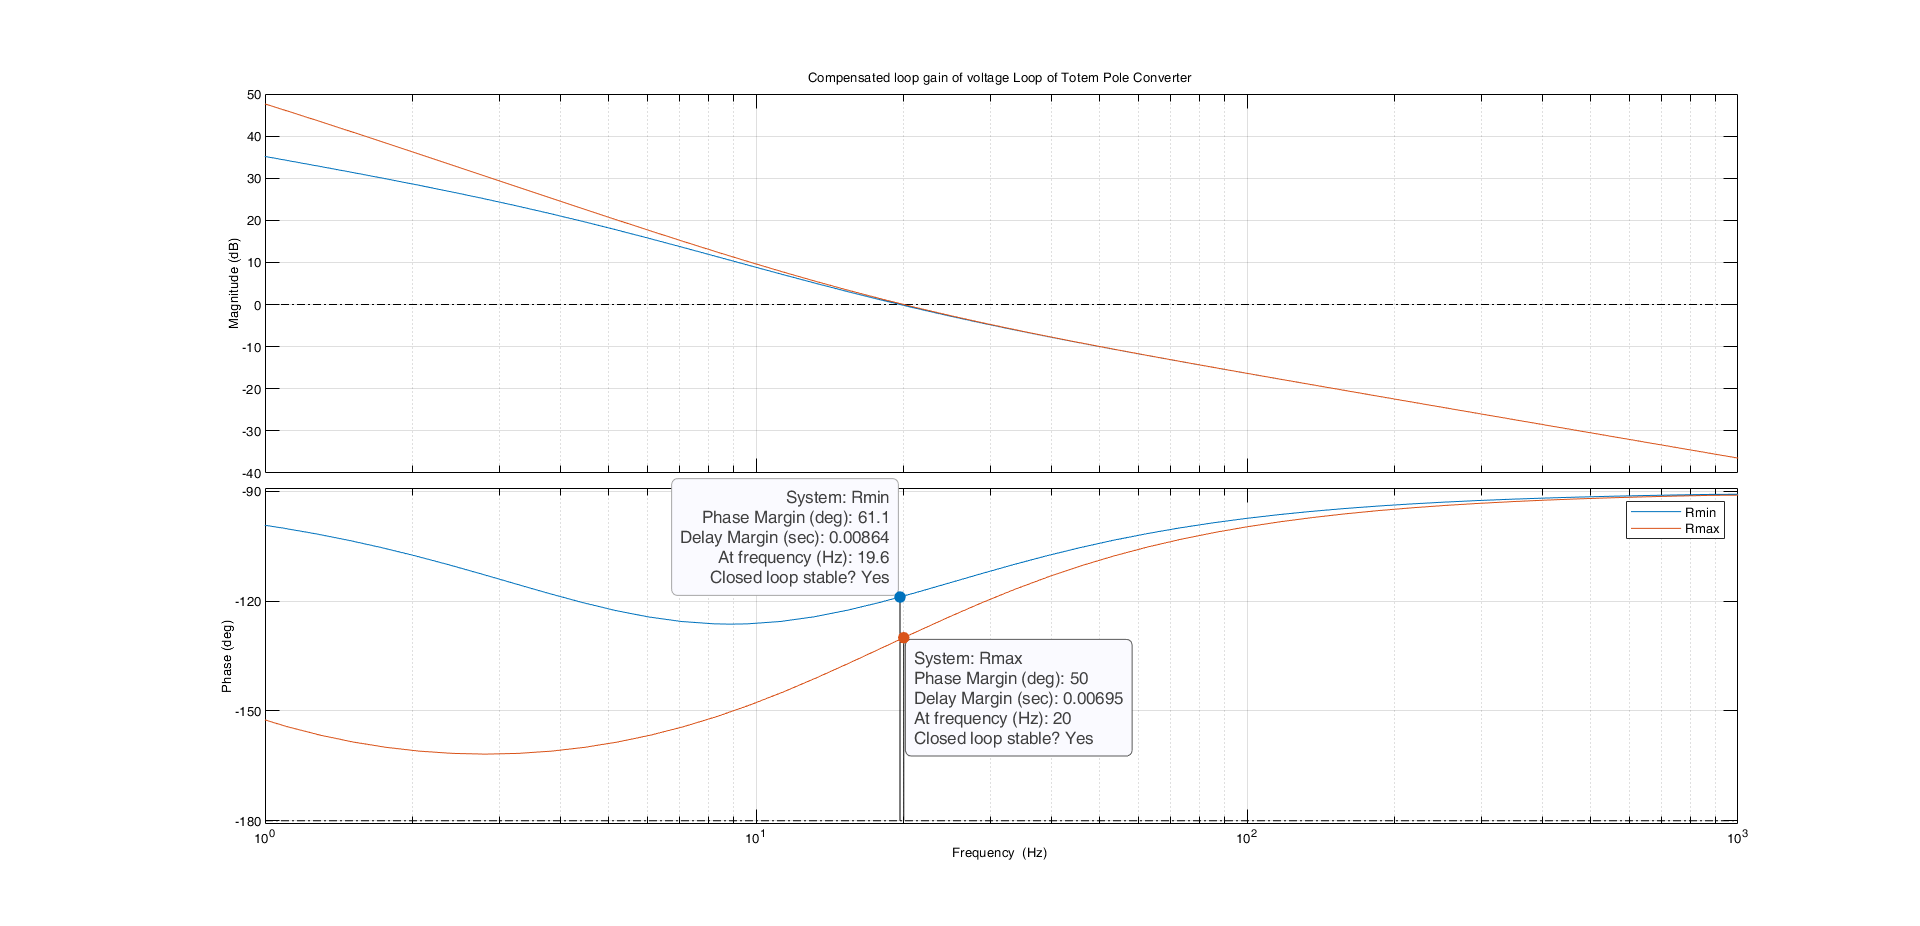 Compensated loop gain of voltage Loop of Totem Pole Converter
50
40
30
20
10
0
-10
-20
-30
-40
Magnitude (dB)
-90
-120
-150
-180
Phase (deg)
System: Rmin
Phase Margin (deg): 61.1
Delay Margin (sec): 0.00864
At frequency (Hz): 19.6
Closed loop stable? Yes
System: Rmax
Phase Margin (deg): 50
Delay Margin (sec): 0.00695
At frequency (Hz): 20
Closed loop stable? Yes
Rmin
Rmax
10^0 10^1 10^2 10^3
Frequency (Hz)